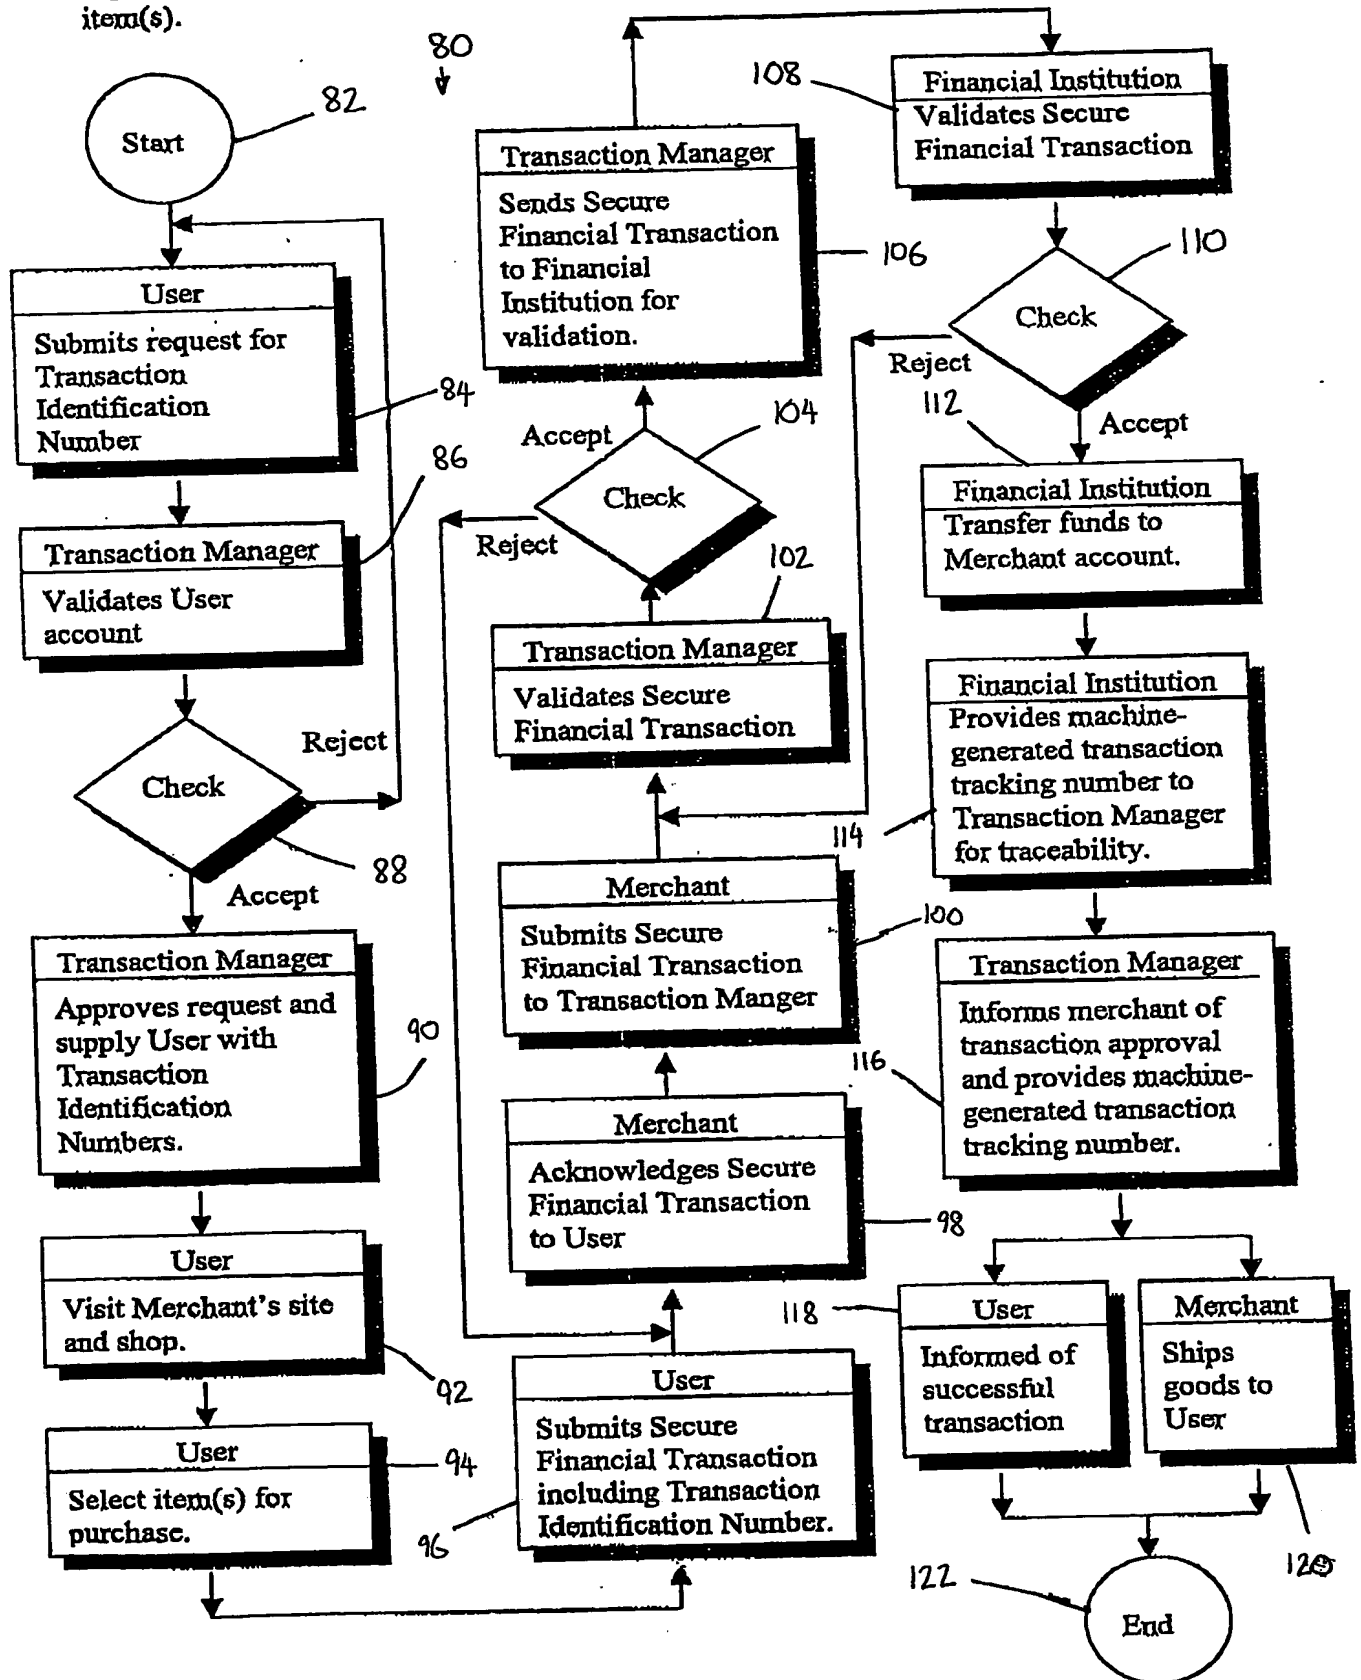 item(s).
80
82
Start
User
Submits request for
Transaction
Identification
Number
84
86
Transaction Manager
Validates User
account
Reject
Check
88
Accept
Transaction Manager
Approves request and
supply User with
Transaction
Identification
Numbers.
90
User
Visit Merchant's site
and shop.
92
User
Select item(s) for
purchase.
94
User
Submits Secure
Financial Transaction
including Transaction
Identification Number.
96
Merchant
Acknowledges Secure
Financial Transaction
to User
98
Merchant
Submits Secure
Financial Transaction
to Transaction Manger
100
Transaction Manager
Validates Secure
Financial Transaction
102
Check
Reject
Accept
104
Transaction Manager
Sends Secure
Financial Transaction
to Financial
Institution for
validation.
106
108
Financial Institution
Validates Secure
Financial Transaction
110
Check
Reject
Accept
112
Financial Institution
Transfer funds to
Merchant account.
Financial Institution
Provides machine-
generated transaction
tracking number to
Transaction Manager
for traceability.
114
Transaction Manager
Informs merchant of
transaction approval
and provides machine-
generated transaction
tracking number.
116
118
User
Informed of
successful
transaction
Merchant
Ships
goods to
User
120
122
End